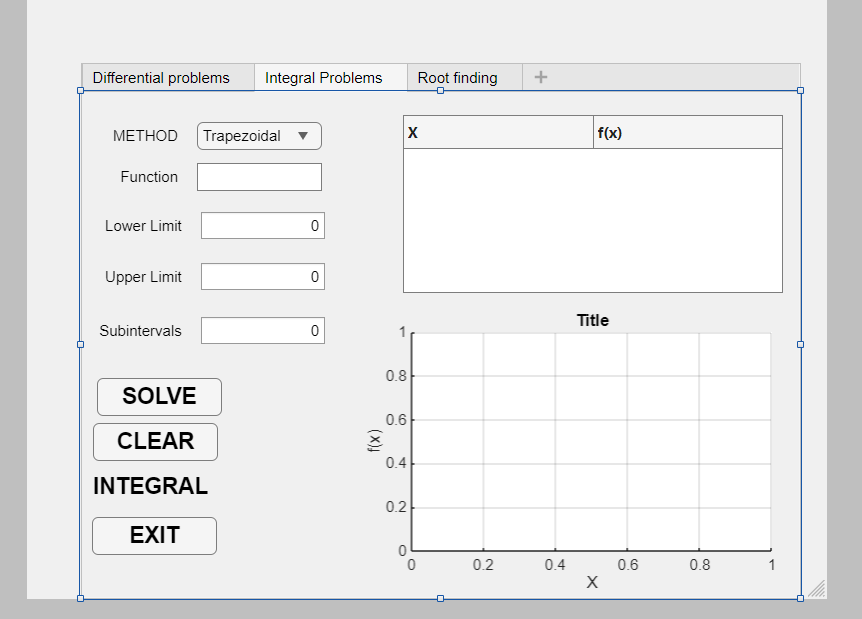 Differential problems Integral Problems Root finding +
METHOD Trapezoidal
Function
Lower Limit 0
Upper Limit 0
Subintervals 0
SOLVE
CLEAR
INTEGRAL
EXIT
X f(x)
Title
1
0.8
0.6
0.4
0.2
0
f(x)
0 0.2 0.4 0.6 0.8 1
X